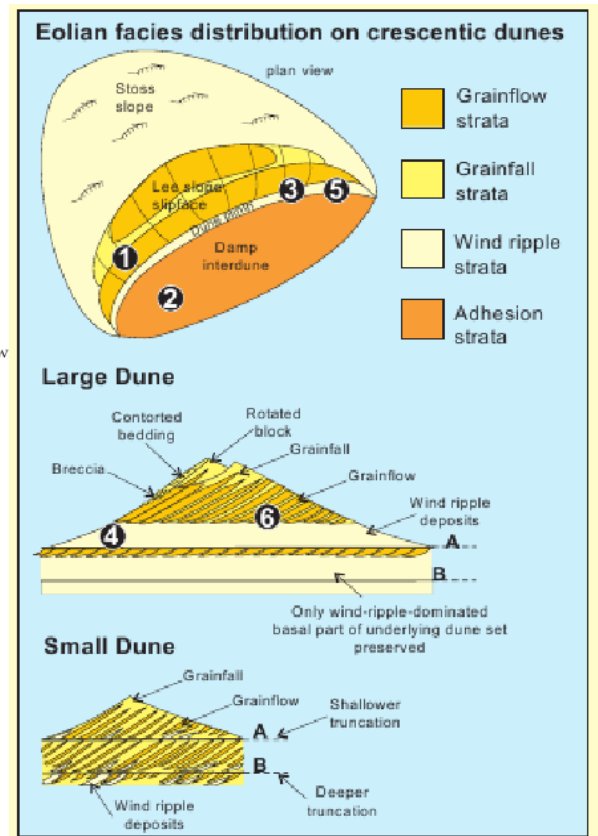 Eolian facies distribution on crescentic dunes
plan view
Stoss
slope
Grainflow
strata
Grainfall
strata
Lee slope
slipface
3
5
Dune plinth
1
Damp
interdune
2
Wind ripple
strata
Adhesion
strata
w
Large Dune
Contorted
bedding
Rotated
block
Grainfall
Breccia
Grainflow
Wind ripple
deposits
6
4
A
B
Only wind-ripple-dominated
basal part of underlying dune set
preserved
Small Dune
Grainfall
Grainflow
Shallower
truncation
A
B
Wind ripple
deposits
Deeper
truncation